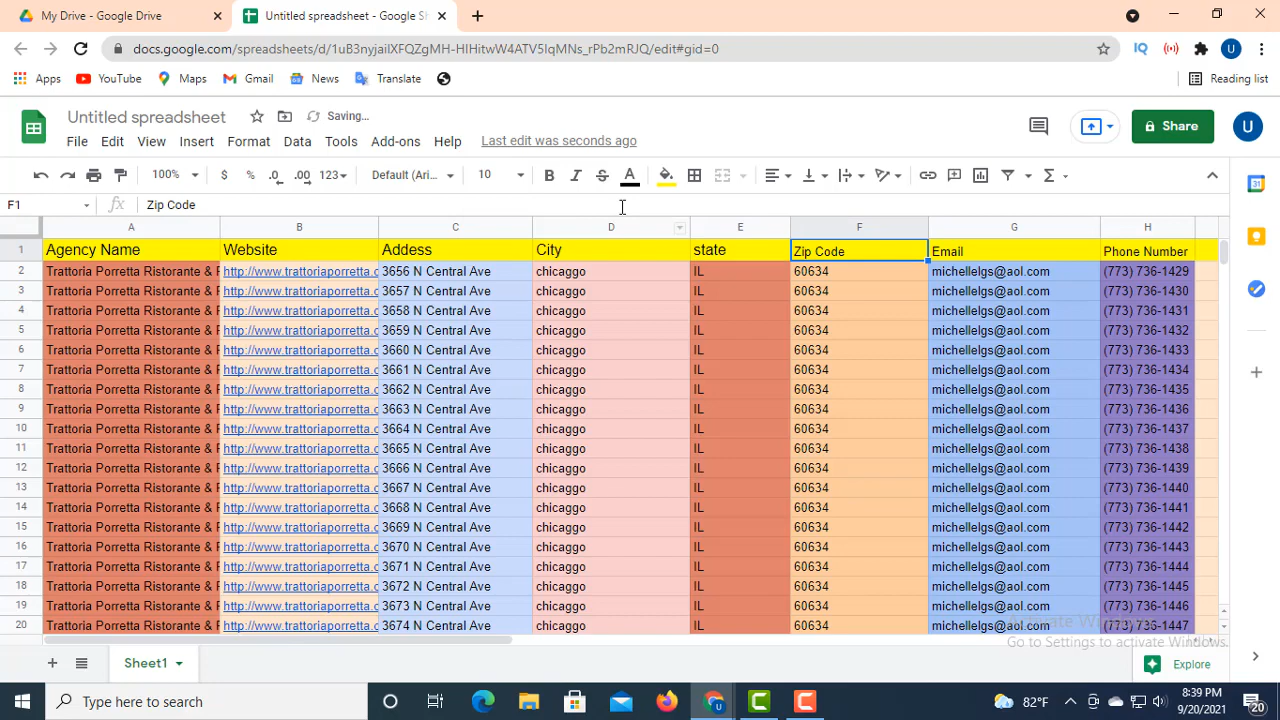 My Drive - Google Drive
Untitled spreadsheet - Google Sh
docs.google.com/spreadsheets/d/
/edit#gid=0
U
Apps YouTube Maps Gmail News Translate Reading list
Untitled spreadsheet Saving...
File Edit View Insert Format Data Tools Add-ons Help Last edit was seconds ago
Share U
100% $ % .0 .00 123 Default (Ari... 10 B I S A
F1 fx Zip Code
A B C D E F G H
1 Agency Name Website Addess City state Zip Code Email Phone Number
2 Trattoria Porretta Ristorante & P http://www.trattoriaporretta.c 3656 N Central Ave chicaggo IL 60634 michellelgs@aol.com (773) 736-1429
3 Trattoria Porretta Ristorante & P http://www.trattoriaporretta.c 3657 N Central Ave chicaggo IL 60634 michellelgs@aol.com (773) 736-1430
4 Trattoria Porretta Ristorante & P http://www.trattoriaporretta.c 3658 N Central Ave chicaggo IL 60634 michellelgs@aol.com (773) 736-1431
5 Trattoria Porretta Ristorante & P http://www.trattoriaporretta.c 3659 N Central Ave chicaggo IL 60634 michellelgs@aol.com (773) 736-1432
6 Trattoria Porretta Ristorante & P http://www.trattoriaporretta.c 3660 N Central Ave chicaggo IL 60634 michellelgs@aol.com (773) 736-1433
7 Trattoria Porretta Ristorante & P http://www.trattoriaporretta.c 3661 N Central Ave chicaggo IL 60634 michellelgs@aol.com (773) 736-1434
8 Trattoria Porretta Ristorante & P http://www.trattoriaporretta.c 3662 N Central Ave chicaggo IL 60634 michellelgs@aol.com (773) 736-1435
9 Trattoria Porretta Ristorante & P http://www.trattoriaporretta.c 3663 N Central Ave chicaggo IL 60634 michellelgs@aol.com (773) 736-1436
10 Trattoria Porretta Ristorante & P http://www.trattoriaporretta.c 3664 N Central Ave chicaggo IL 60634 michellelgs@aol.com (773) 736-1437
11 Trattoria Porretta Ristorante & P http://www.trattoriaporretta.c 3665 N Central Ave chicaggo IL 60634 michellelgs@aol.com (773) 736-1438
12 Trattoria Porretta Ristorante & P http://www.trattoriaporretta.c 3666 N Central Ave chicaggo IL 60634 michellelgs@aol.com (773) 736-1439
13 Trattoria Porretta Ristorante & P http://www.trattoriaporretta.c 3667 N Central Ave chicaggo IL 60634 michellelgs@aol.com (773) 736-1440
14 Trattoria Porretta Ristorante & P http://www.trattoriaporretta.c 3668 N Central Ave chicaggo IL 60634 michellelgs@aol.com (773) 736-1441
15 Trattoria Porretta Ristorante & P http://www.trattoriaporretta.c 3669 N Central Ave chicaggo IL 60634 michellelgs@aol.com (773) 736-1442
16 Trattoria Porretta Ristorante & P http://www.trattoriaporretta.c 3670 N Central Ave chicaggo IL 60634 michellelgs@aol.com (773) 736-1443
17 Trattoria Porretta Ristorante & P http://www.trattoriaporretta.c 3671 N Central Ave chicaggo IL 60634 michellelgs@aol.com (773) 736-1444
18 Trattoria Porretta Ristorante & P http://www.trattoriaporretta.c 3672 N Central Ave chicaggo IL 60634 michellelgs@aol.com (773) 736-1445
19 Trattoria Porretta Ristorante & P http://www.trattoriaporretta.c 3673 N Central Ave chicaggo IL 60634 michellelgs@aol.com (773) 736-1446
20 Trattoria Porretta Ristorante & P http://www.trattoriaporretta.c 3674 N Central Ave chicaggo IL 60634 michellelgs@aol.com (773) 736-1447
Activate Windows
Go to Settings to activate Windows.
Sheet1 Explore
Type here to search 82°F 8:39 PM
9/20/2021 20